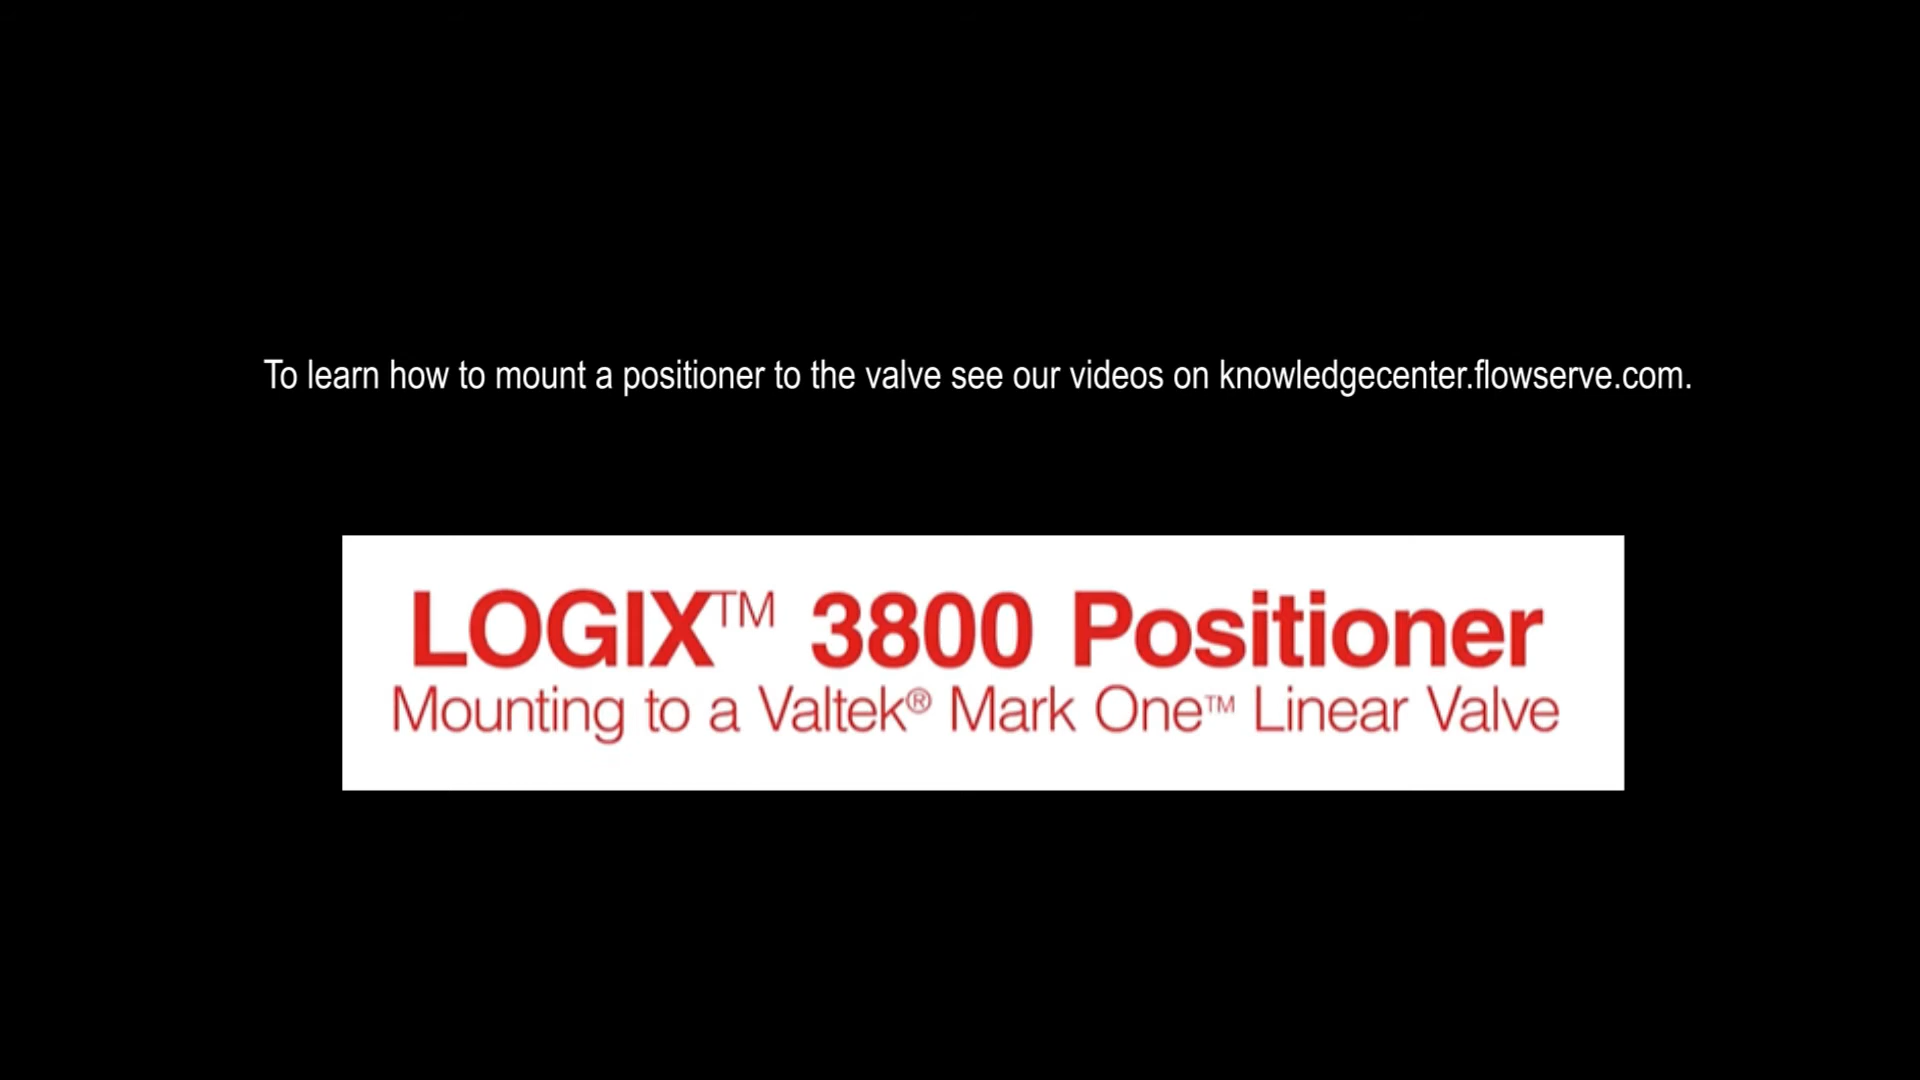 To learn how to mount a positioner to the valve see our videos on knowledgecenter.flowserve.com.
LOGIX™ 3800 Positioner
Mounting to a Valtek® Mark One™ Linear Valve